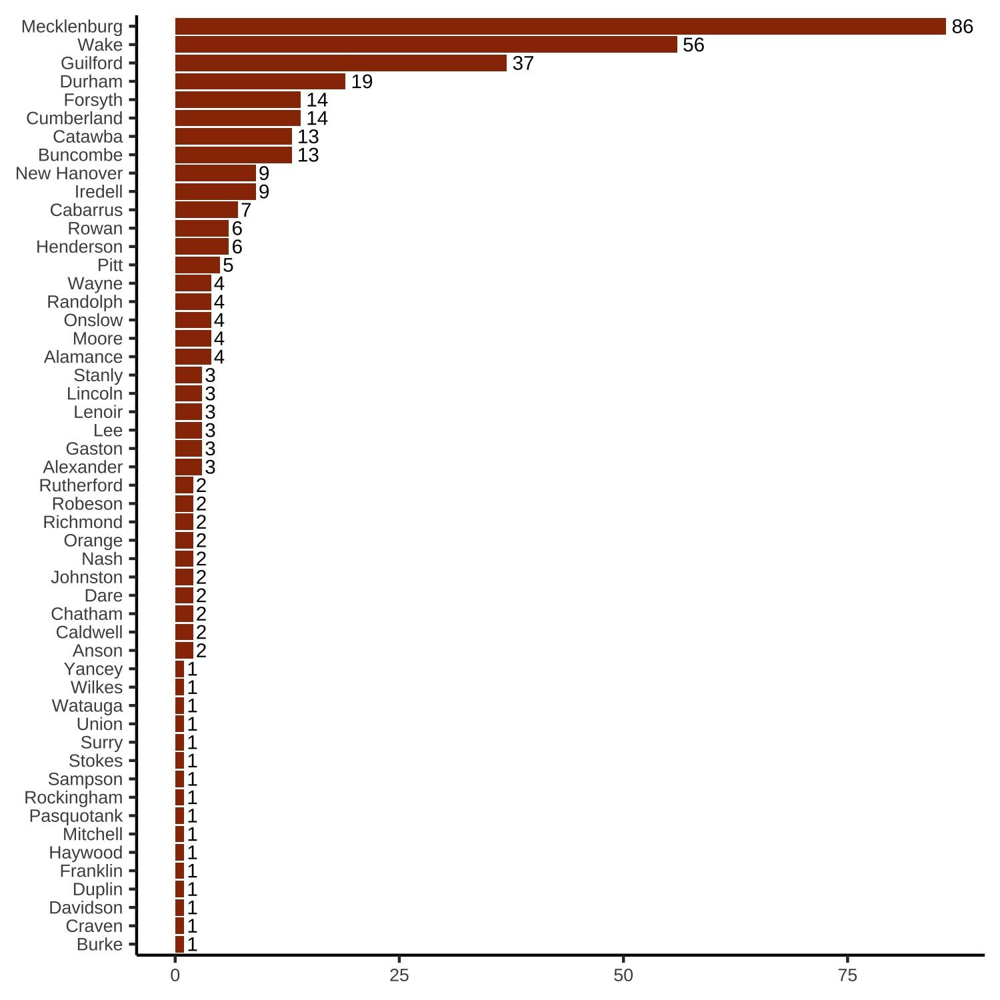 Mecklenburg 86
Wake 56
Guilford 37
Durham 19
Forsyth 14
Cumberland 14
Catawba 13
Buncombe 13
New Hanover 9
Iredell 9
Cabarrus 7
Rowan 6
Henderson 6
Pitt 5
Wayne 4
Randolph 4
Onslow 4
Moore 4
Alamance 4
Stanly 3
Lincoln 3
Lenoir 3
Lee 3
Gaston 3
Alexander 3
Rutherford 2
Robeson 2
Richmond 2
Orange 2
Nash 2
Johnston 2
Dare 2
Chatham 2
Caldwell 2
Anson 2
Yancey 1
Wilkes 1
Watauga 1
Union 1
Surry 1
Stokes 1
Sampson 1
Rockingham 1
Pasquotank 1
Mitchell 1
Haywood 1
Franklin 1
Duplin 1
Davidson 1
Craven 1
Burke 1
0 25 50 75